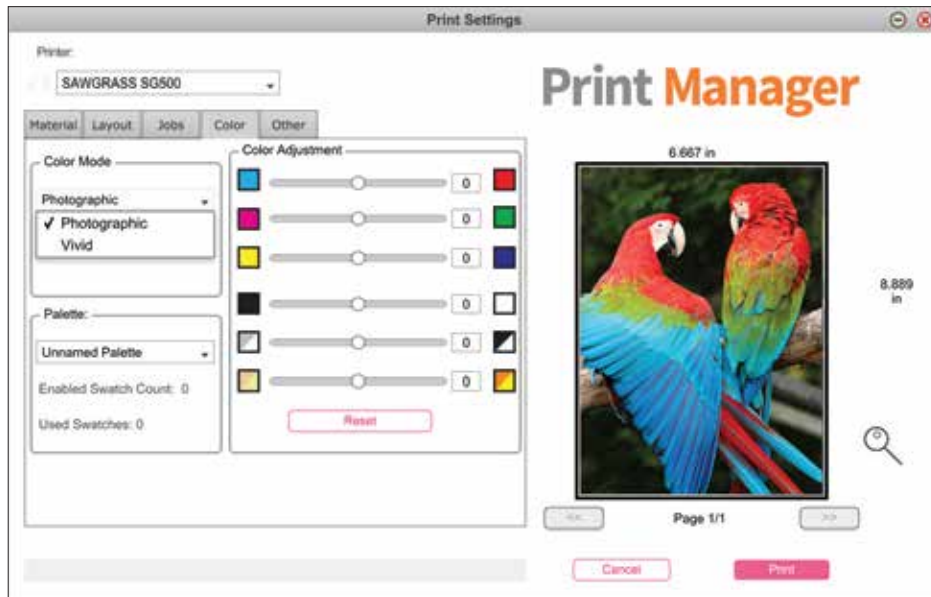 Print Settings
Printer:
SAWGRASS SG500
Print Manager
Material Layout Jobs Color Other
Color Mode
Photographic
✓ Photographic
Vivid
Palette:
Unnamed Palette
Enabled Swatch Count: 0
Used Swatches: 0
Color Adjustment
0
0
0
0
0
0
Reset
6.667 in
8.889
in
<<
Page 1/1
>>
Cancel
Print